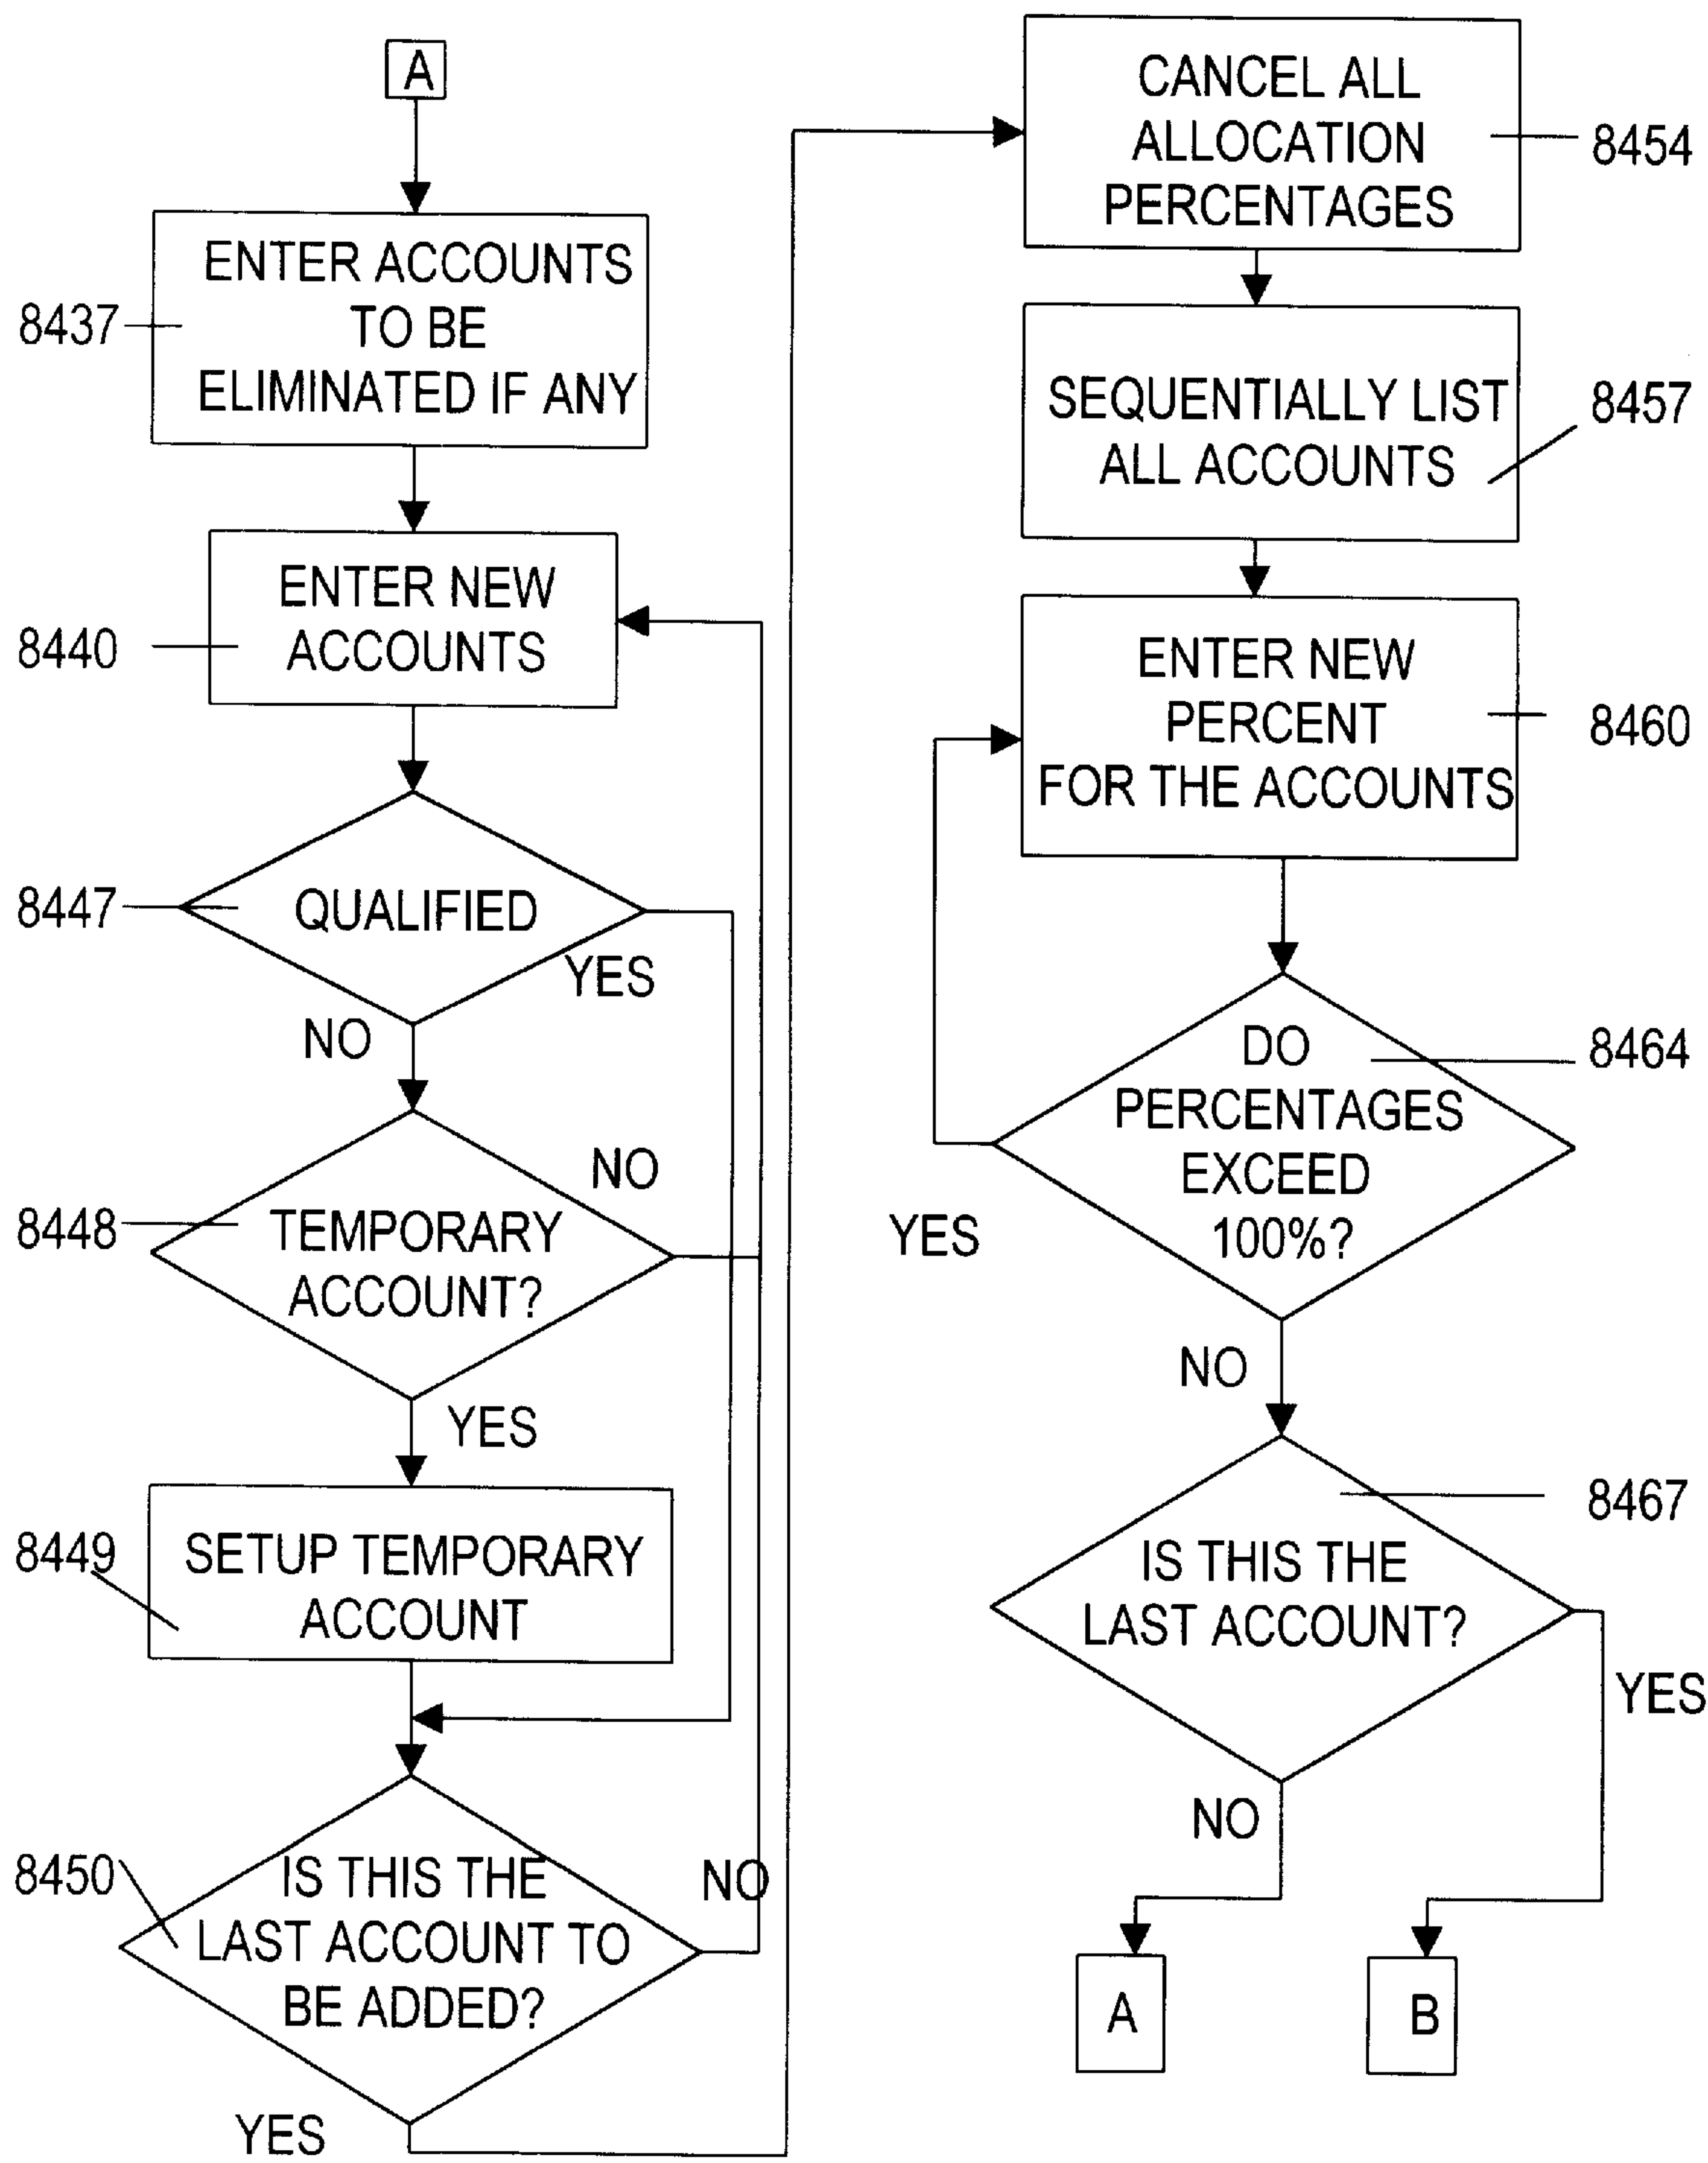 A
8437
ENTER ACCOUNTS
TO BE
ELIMINATED IF ANY
8440
ENTER NEW
ACCOUNTS
8447
QUALIFIED
YES
NO
8448
NO
TEMPORARY
ACCOUNT?
YES
8449
SETUP TEMPORARY
ACCOUNT
8450
IS THIS THE
LAST ACCOUNT TO
BE ADDED?
NO
YES
CANCEL ALL
ALLOCATION
PERCENTAGES
8454
SEQUENTIALLY LIST
ALL ACCOUNTS
8457
ENTER NEW
PERCENT
FOR THE ACCOUNTS
8460
DO
PERCENTAGES
EXCEED
100%?
8464
YES
NO
8467
IS THIS THE
LAST ACCOUNT?
YES
NO
A
B